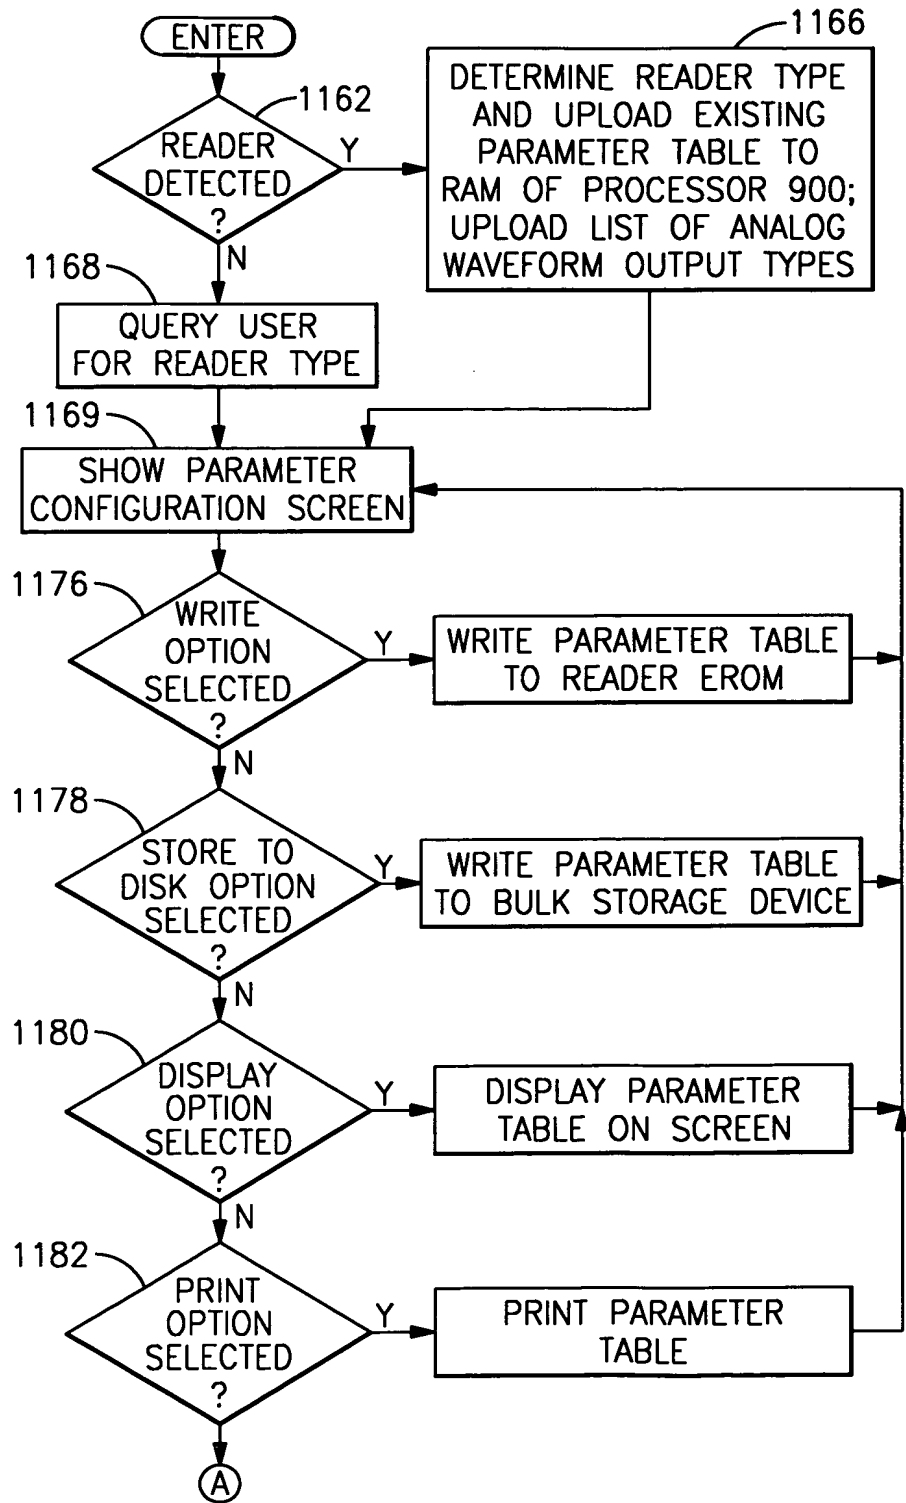 ENTER
1162
READER
DETECTED
?
Y
N
1166
DETERMINE READER TYPE
AND UPLOAD EXISTING
PARAMETER TABLE TO
RAM OF PROCESSOR 900;
UPLOAD LIST OF ANALOG
WAVEFORM OUTPUT TYPES
1168
QUERY USER
FOR READER TYPE
1169
SHOW PARAMETER
CONFIGURATION SCREEN
1176
WRITE
OPTION
SELECTED
?
Y
N
WRITE PARAMETER TABLE
TO READER EROM
1178
STORE TO
DISK OPTION
SELECTED
?
Y
N
WRITE PARAMETER TABLE
TO BULK STORAGE DEVICE
1180
DISPLAY
OPTION
SELECTED
?
Y
N
DISPLAY PARAMETER
TABLE ON SCREEN
1182
PRINT
OPTION
SELECTED
?
Y
PRINT PARAMETER
TABLE
A